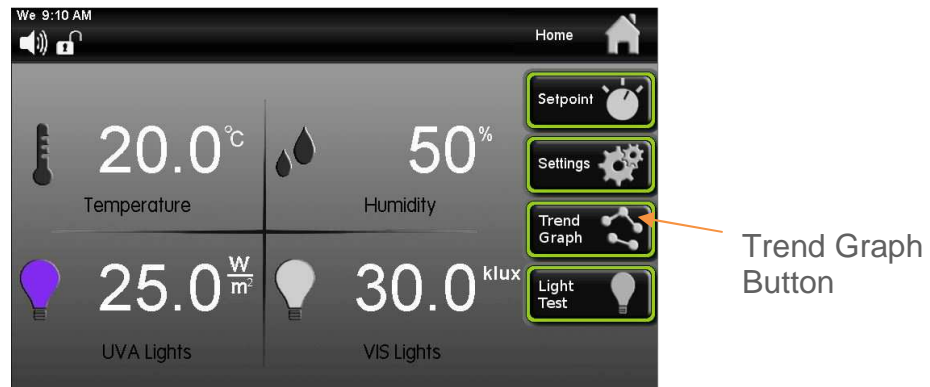 We 9:10 AM
Home
Setpoint
20.0°C
50%
Settings
Temperature
Humidity
Trend
Graph
Trend Graph
Button
25.0 W/m²
30.0 klux
Light
Test
UVA Lights
VIS Lights